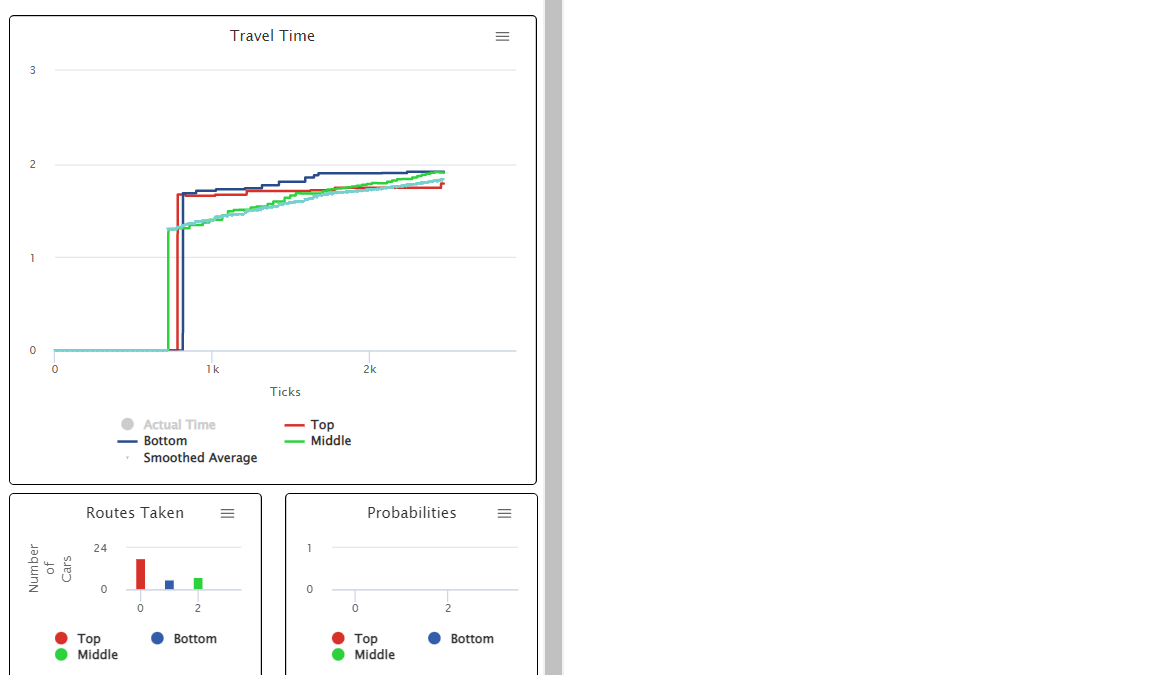 Travel Time
3
2
1
0
0 1k 2k
Ticks
Actual Time Top
Bottom Middle
Smoothed Average
Routes Taken
Number
of
Cars
24
0
0 2
Top Bottom
Middle
Probabilities
1
0
0 2
Top Bottom
Middle